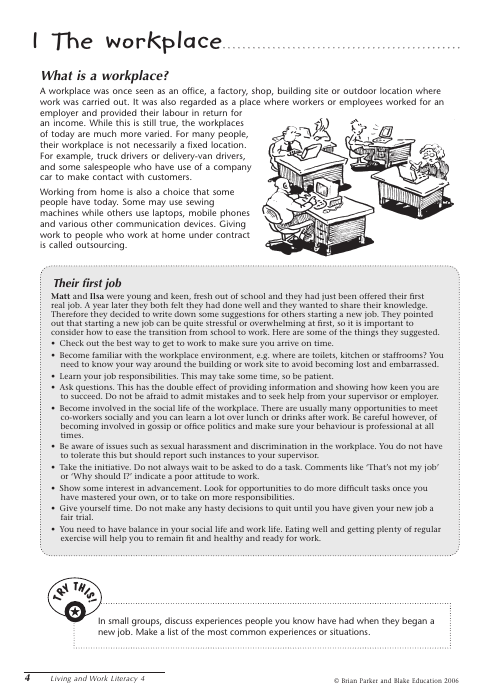 1 The workplace
What is a workplace?
A workplace was once seen as an office, a factory, shop, building site or outdoor location where
work was carried out. It was also regarded as a place where workers or employees worked for an
employer and provided their labour in return for
an income. While this is still true, the workplaces
of today are much more varied. For many people,
their workplace is not necessarily a fixed location.
For example, truck drivers or delivery-van drivers,
and some salespeople who have use of a company
car to make contact with customers.
Working from home is also a choice that some
people have today. Some may use sewing
machines while others use laptops, mobile phones
and various other communication devices. Giving
work to people who work at home under contract
is called outsourcing.
Their first job
Matt and Ilsa were young and keen, fresh out of school and they had just been offered their first
real job. A year later they both felt they had done well and they wanted to share their knowledge.
Therefore they decided to write down some suggestions for others starting a new job. They pointed
out that starting a new job can be quite stressful or overwhelming at first, so it is important to
consider how to ease the transition from school to work. Here are some of the things they suggested.
• Check out the best way to get to work to make sure you arrive on time.
• Become familiar with the workplace environment, e.g. where are toilets, kitchen or staffrooms? You
need to know your way around the building or work site to avoid becoming lost and embarrassed.
• Learn your job responsibilities. This may take some time, so be patient.
• Ask questions. This has the double effect of providing information and showing how keen you are
to succeed. Do not be afraid to admit mistakes and to seek help from your supervisor or employer.
• Become involved in the social life of the workplace. There are usually many opportunities to meet
co-workers socially and you can learn a lot over lunch or drinks after work. Be careful however, of
becoming involved in gossip or office politics and make sure your behaviour is professional at all
times.
• Be aware of issues such as sexual harassment and discrimination in the workplace. You do not have
to tolerate this but should report such instances to your supervisor.
• Take the initiative. Do not always wait to be asked to do a task. Comments like ‘That’s not my job’
or ‘Why should I?’ indicate a poor attitude to work.
• Show some interest in advancement. Look for opportunities to do more difficult tasks once you
have mastered your own, or to take on more responsibilities.
• Give yourself time. Do not make any hasty decisions to quit until you have given your new job a
fair trial.
• You need to have balance in your social life and work life. Eating well and getting plenty of regular
exercise will help you to remain fit and healthy and ready for work.
TRY THIS!
In small groups, discuss experiences people you know have had when they began a
new job. Make a list of the most common experiences or situations.
4 Living and Work Literacy 4
© Brian Parker and Blake Education 2006